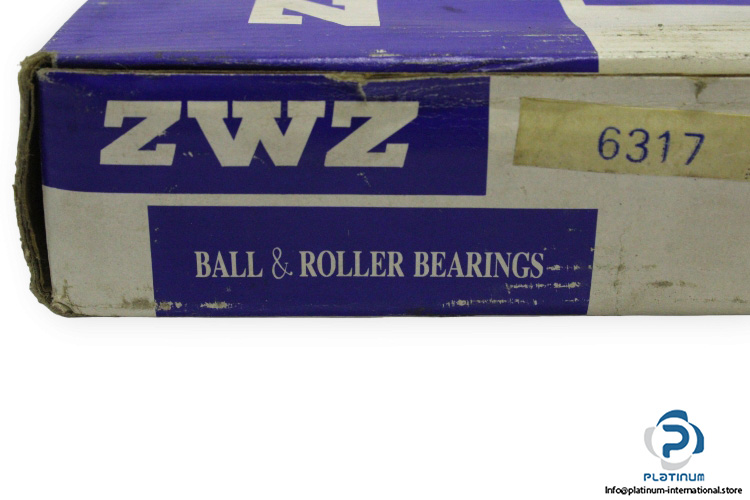 Z
ZWZ
6317
BALL & ROLLER BEARINGS
P
PLATINUM
Info@platinum-international.store